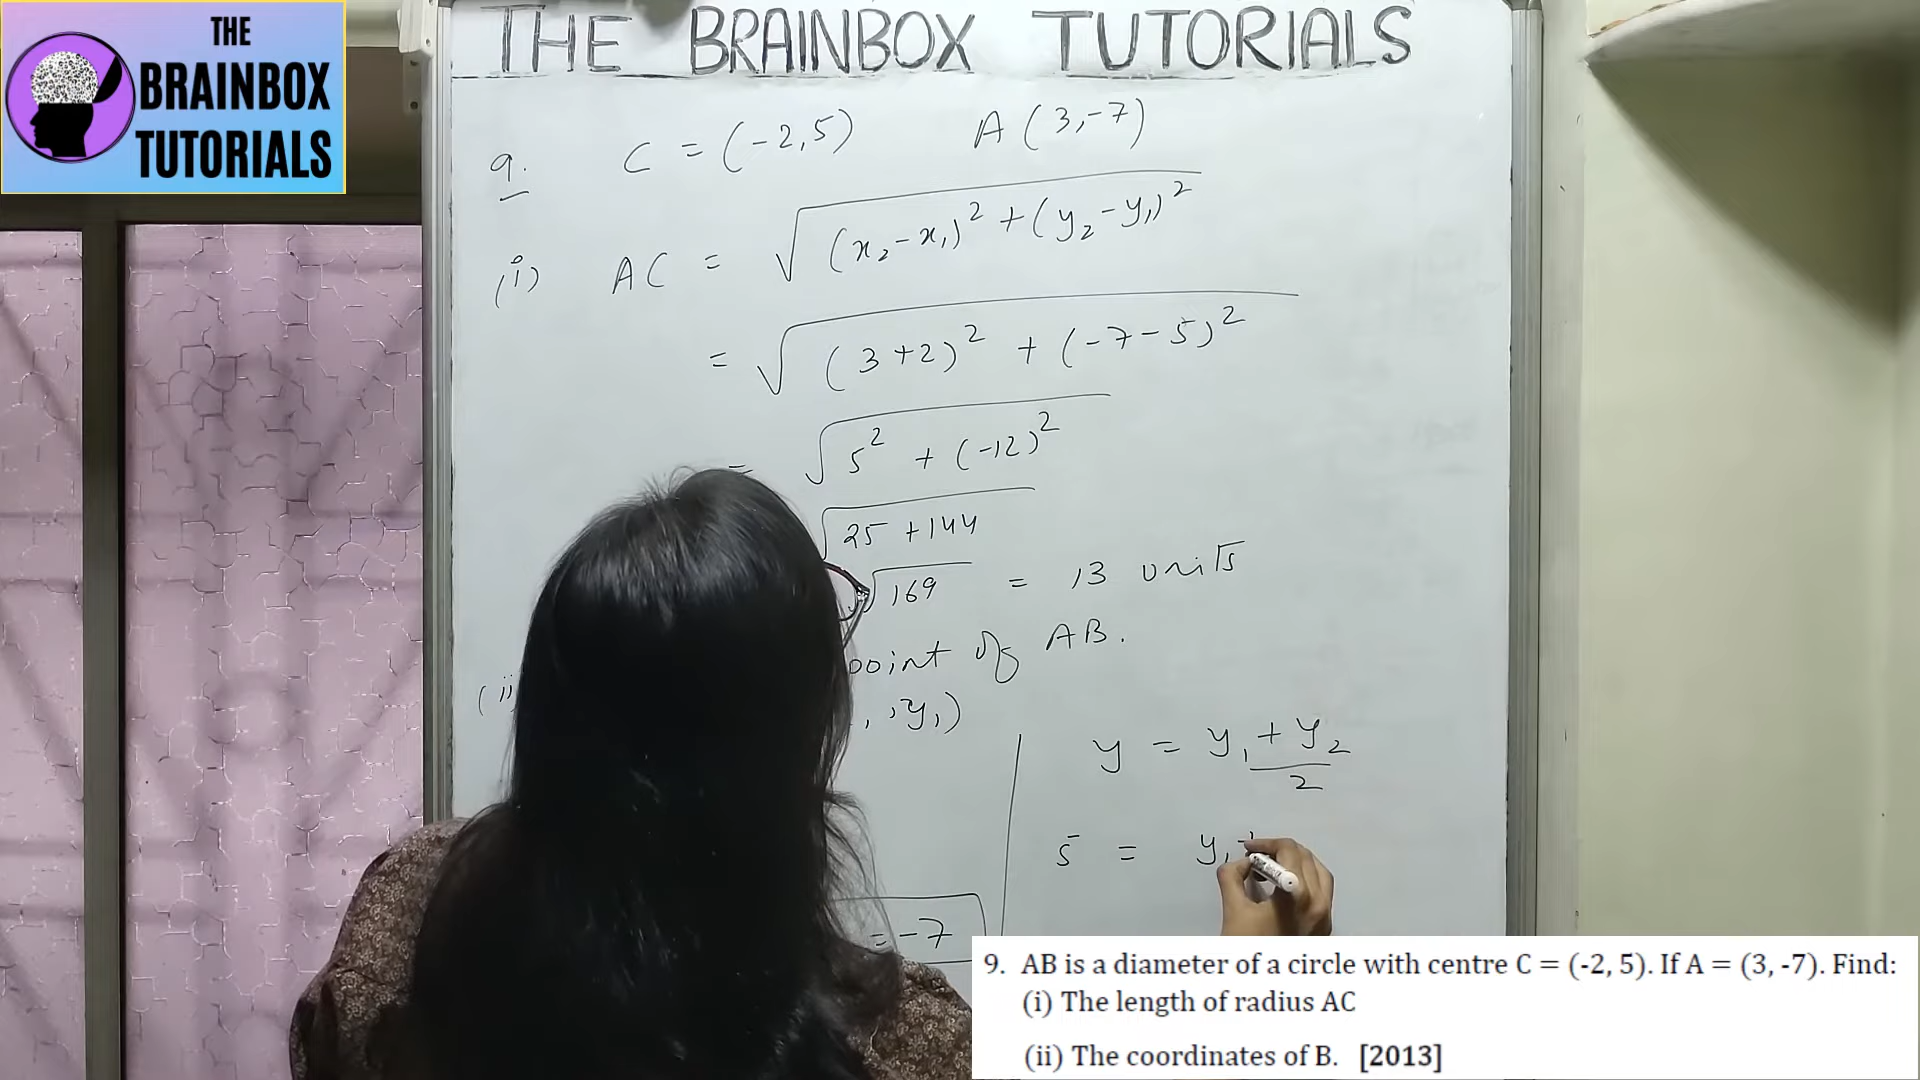 THE
BRAINBOX
TUTORIALS
THE BRAINBOX TUTORIALS
9. C = (-2,5) A (3,-7)
(i) AC = √(x₂-x₁)² + (y₂-y₁)²
= √(3+2)² + (-7-5)²
= √5² + (-12)²
√25 + 144
√169 = 13 units
(ii point of AB.
, y₁)
y = y₁ + y₂ / 2
5 = y₁ +
= -7
9. AB is a diameter of a circle with centre C = (-2, 5). If A = (3, -7). Find:
(i) The length of radius AC
(ii) The coordinates of B. [2013]